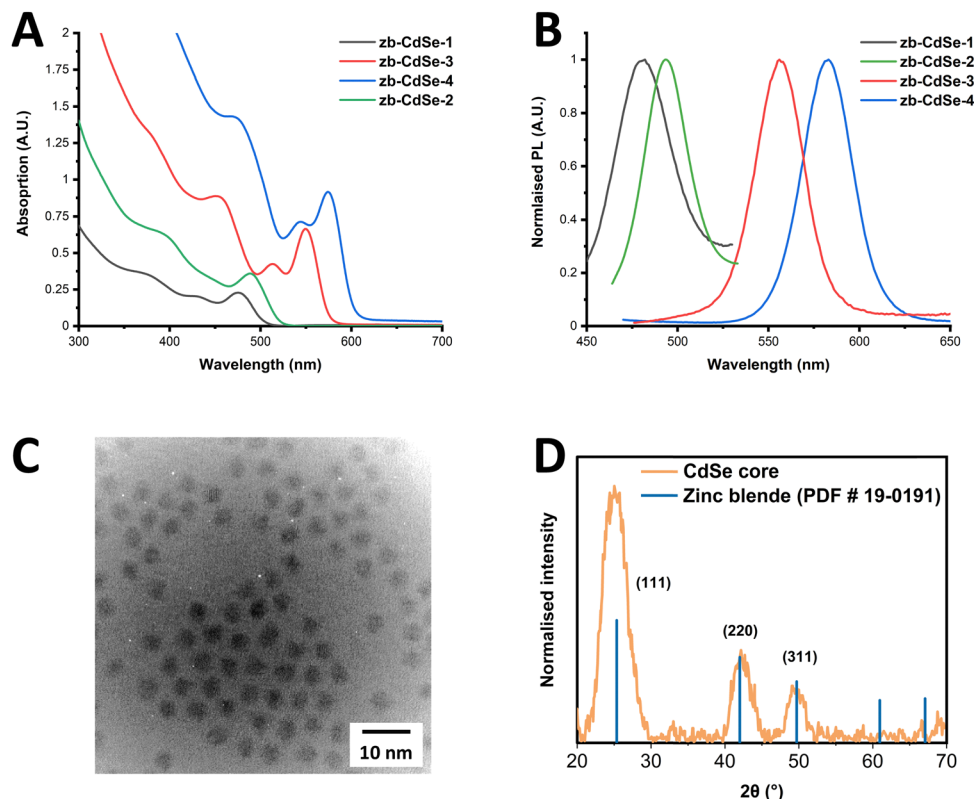 A
2
1.75
1.5
1.25
1
0.75
0.5
0.25
0
300
400
500
600
700
Absoprtion (A.U.)
Wavelength (nm)
zb-CdSe-1
zb-CdSe-3
zb-CdSe-4
zb-CdSe-2
B
1
0.8
0.6
0.4
0.2
0
450
500
550
600
650
Normlaised PL (A.U.)
Wavelength (nm)
zb-CdSe-1
zb-CdSe-2
zb-CdSe-3
zb-CdSe-4
C
10 nm
D
Normalised intensity
CdSe core
Zinc blende (PDF # 19-0191)
(111)
(220)
(311)
20
30
40
50
60
70
2θ (°)